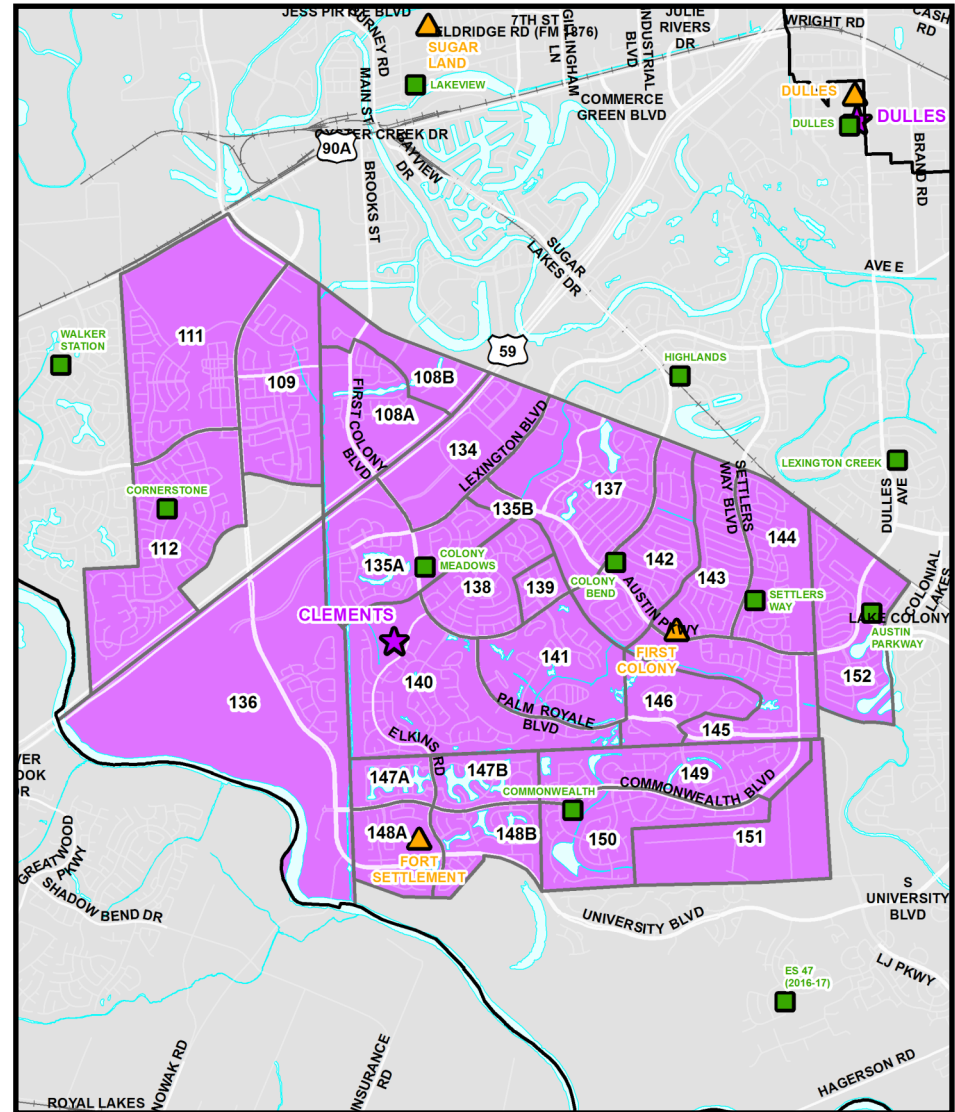 JESS PIRTLE BLVD
BURNEY RD
7TH ST
ELDRIDGE RD (FM 1876)
GILLINGHAM
LN
INDUSTRIAL
BLVD
JULIE
RIVERS
DR
WRIGHT RD
CASH
RD
SUGAR
LAND
LAKEVIEW
MAIN ST
COMMERCE
GREEN BLVD
DULLES
DULLES
DULLES
OYSTER CREEK DR
90A
BAYVIEW
DR
BROOKS ST
BRAND RD
SUGAR
LAKES DR
AVE E
WALKER
STATION
111
59
HIGHLANDS
109
108B
108A
FIRST COLONY
BLVD
134
LEXINGTON BLVD
SETTLERS
WAY BLVD
LEXINGTON CREEK
DULLES
AVE
CORNERSTONE
137
135B
144
112
135A
COLONY
MEADOWS
138
139
COLONY
BEND
142
143
SETTLERS
WAY
COLONIAL
LAKES
CLEMENTS
AUSTIN PKWY
LAKE COLONY
AUSTIN
PARKWAY
FIRST
COLONY
141
152
136
140
146
PALM ROYALE
BLVD
145
ELKINS
RD
147A
147B
149
COMMONWEALTH BLVD
COMMONWEALTH
148A
148B
150
151
FORT
SETTLEMENT
GREATWOOD
PKWY
SHADOW BEND DR
UNIVERSITY BLVD
S
UNIVERSITY
BLVD
LJ PKWY
ES 47
(2016-17)
HAGERSON RD
NOWAK RD
INSURANCE
RD
ROYAL LAKES